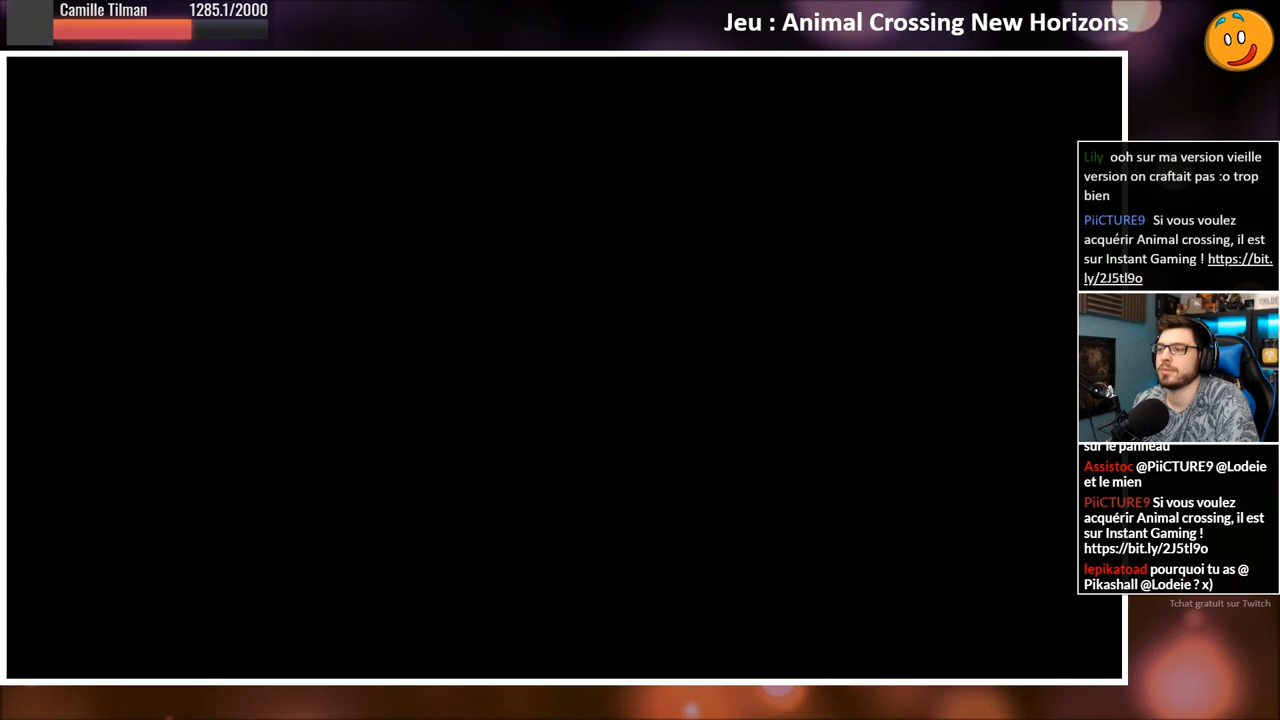 Camille Tilman 1285.1/2000
Jeu : Animal Crossing New Horizons
Lily ooh sur ma version vieille
version on craftait pas :o trop
bien
PiiCTURE9 Si vous voulez
acquérir Animal crossing, il est
sur Instant Gaming ! https://bit.
ly/2J5tl9o
sur le panneau
Assistoc @PiiCTURE9 @Lodeie
et le mien
PiiCTURE9 Si vous voulez
acquérir Animal crossing, il est
sur Instant Gaming !
https://bit.ly/2J5tl9o
lepikatoad pourquoi tu as @
Pikashall @Lodeie ? x)
Tchat gratuit sur Twitch